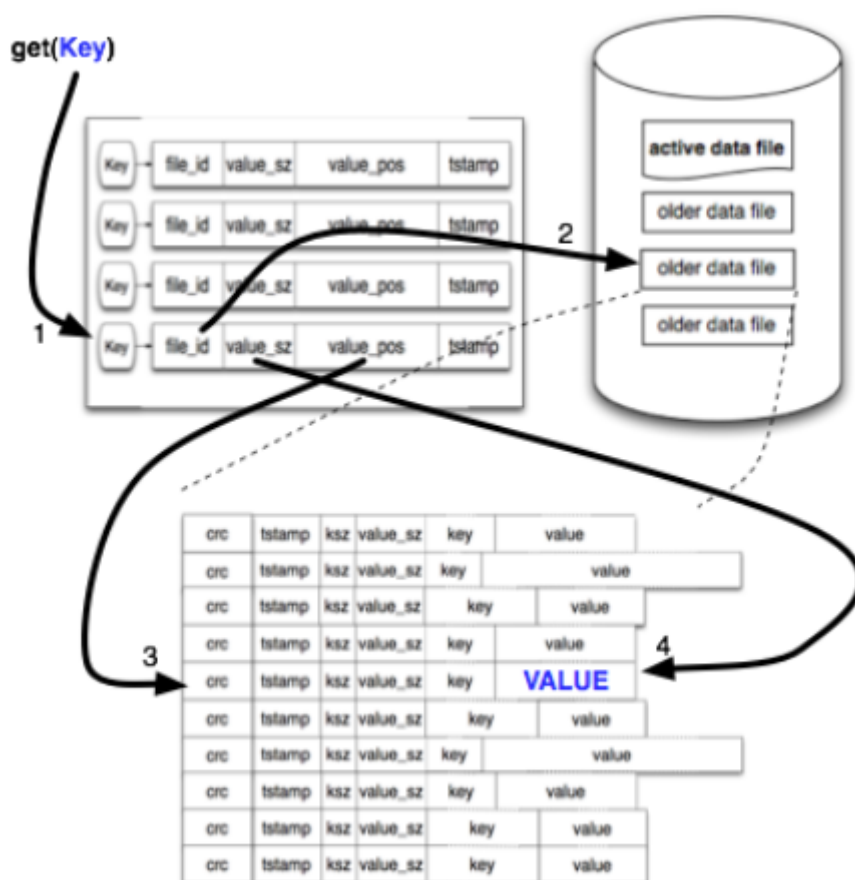 get(Key)
Key file_id value_sz value_pos tstamp
Key file_id value_sz value_pos tstamp
Key file_id value_sz value_pos tstamp
Key file_id value_sz value_pos tstamp
1
2
active data file
older data file
older data file
older data file
crc tstamp ksz value_sz key value
crc tstamp ksz value_sz key value
crc tstamp ksz value_sz key value
crc tstamp ksz value_sz key value
3 crc tstamp ksz value_sz key VALUE 4
crc tstamp ksz value_sz key value
crc tstamp ksz value_sz key value
crc tstamp ksz value_sz key value
crc tstamp ksz value_sz key value
crc tstamp ksz value_sz key value